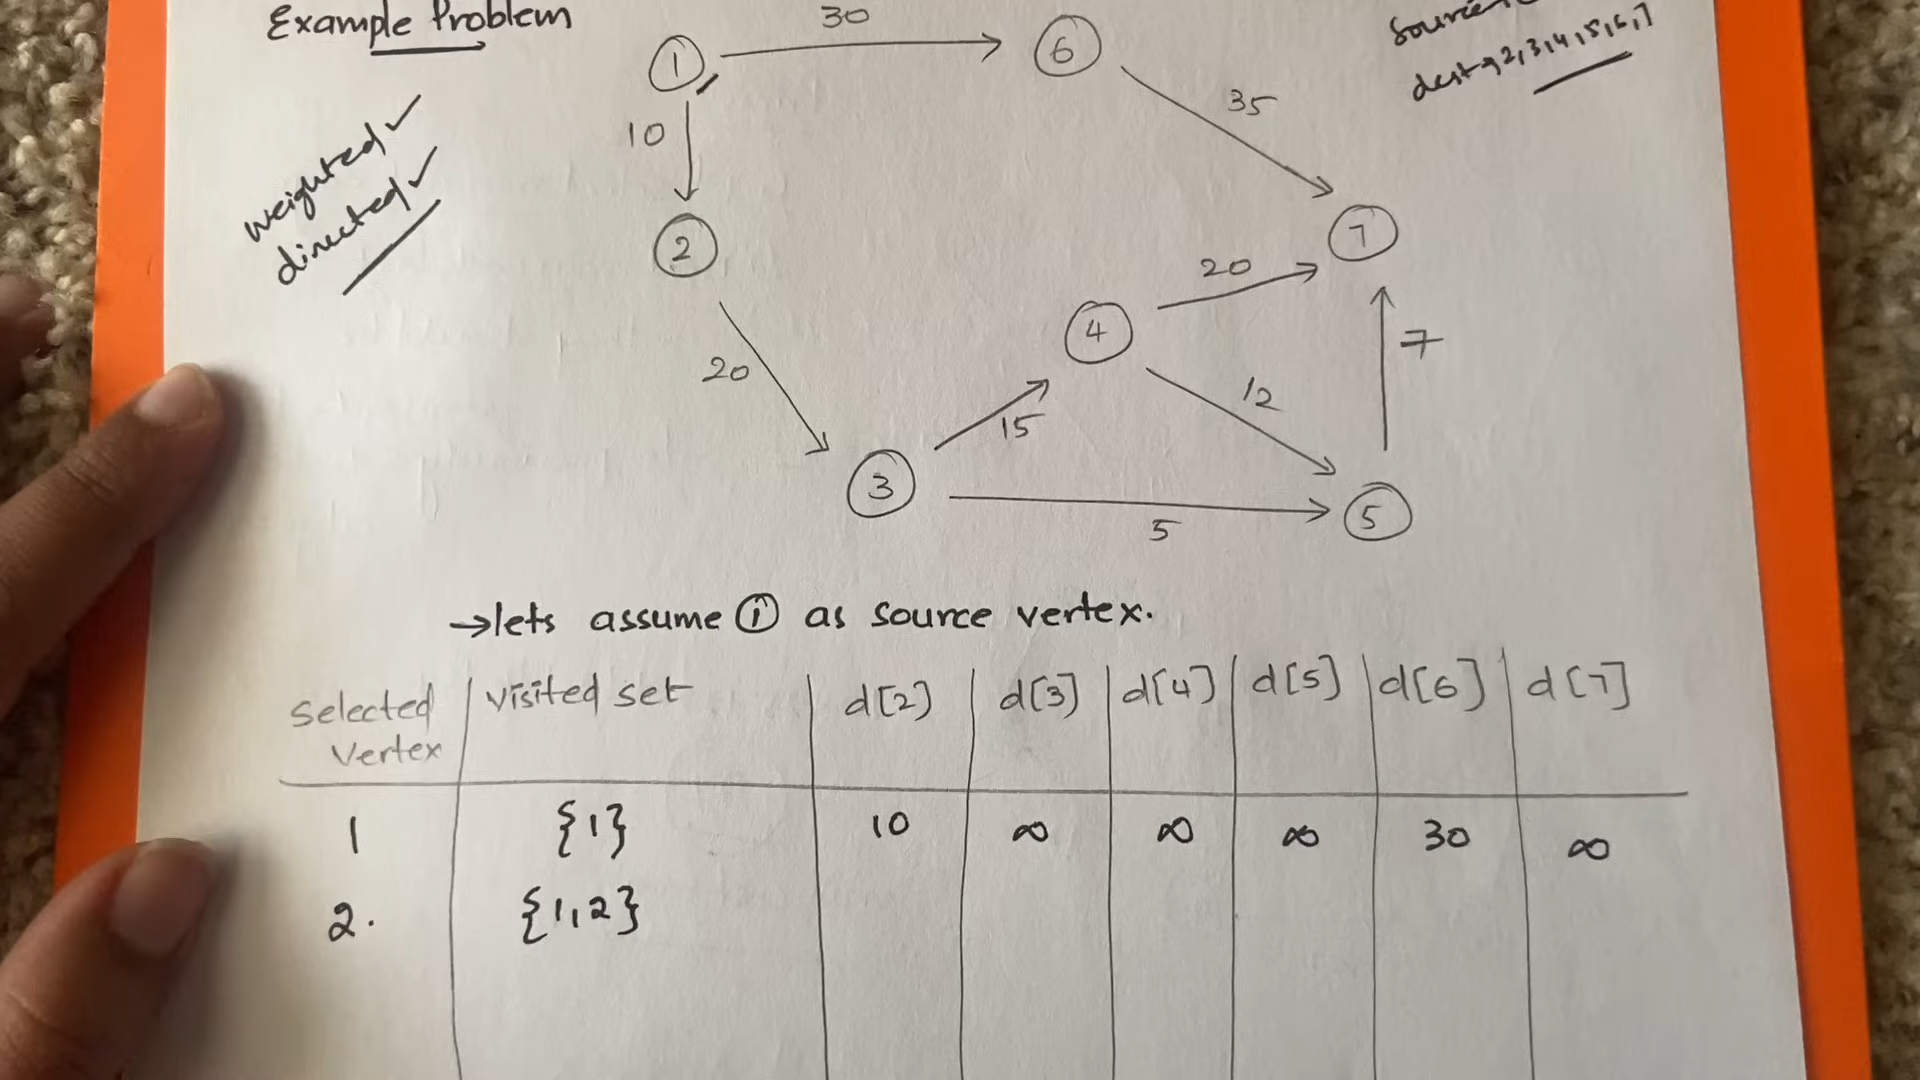 Example Problem
30
1
6
source
dest → 2,3,4,5,6,7
weighted ✓
directed ✓
10
35
2
7
20
4
7
20
12
15
3
5
5
→ lets assume ① as source vertex.
Selected Vertex | visited set | d[2] | d[3] | d[4] | d[5] | d[6] | d[7]
1 | {1} | 10 | ∞ | ∞ | ∞ | 30 | ∞
2. | {1,2}